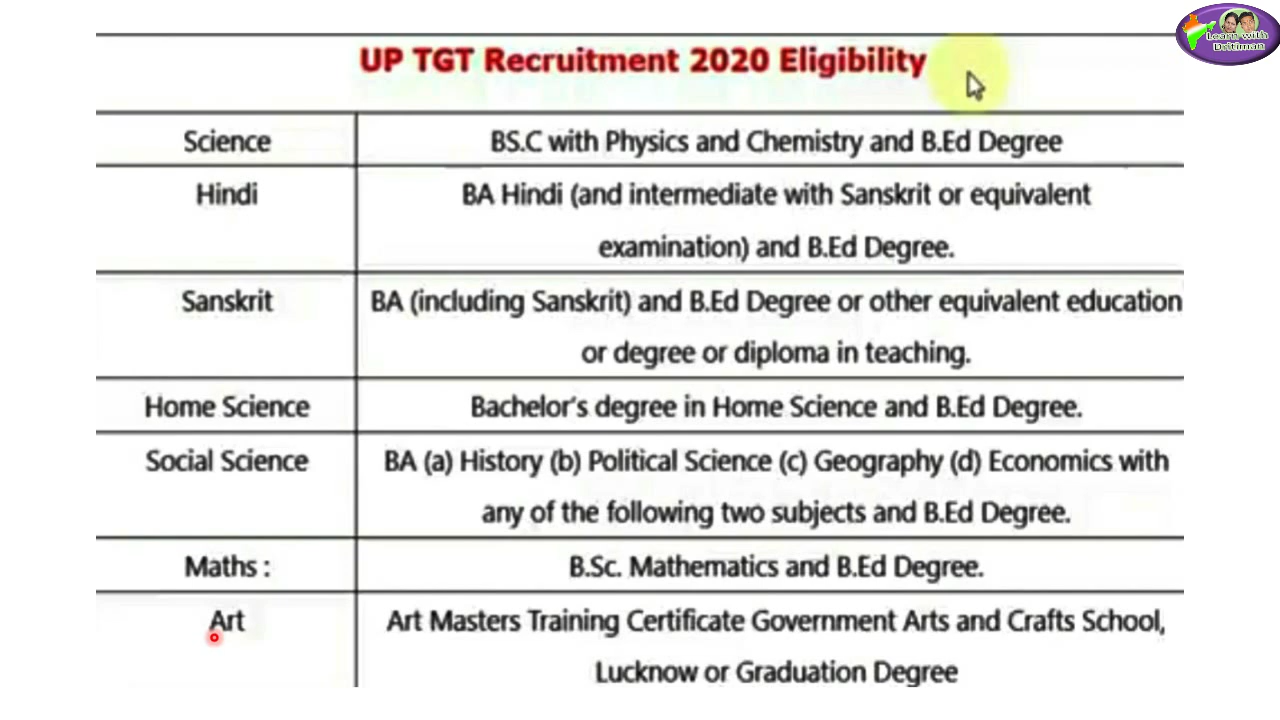 Learn with
Drithman
UP TGT Recruitment 2020 Eligibility
Science
BS.C with Physics and Chemistry and B.Ed Degree
Hindi
BA Hindi (and intermediate with Sanskrit or equivalent
examination) and B.Ed Degree.
Sanskrit
BA (including Sanskrit) and B.Ed Degree or other equivalent education
or degree or diploma in teaching.
Home Science
Bachelor's degree in Home Science and B.Ed Degree.
Social Science
BA (a) History (b) Political Science (c) Geography (d) Economics with
any of the following two subjects and B.Ed Degree.
Maths :
B.Sc. Mathematics and B.Ed Degree.
Art
Art Masters Training Certificate Government Arts and Crafts School,
Lucknow or Graduation Degree